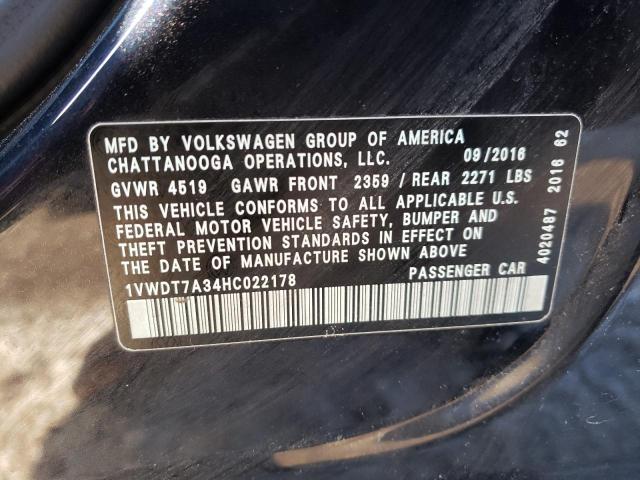 MFD BY VOLKSWAGEN GROUP OF AMERICA
CHATTANOOGA OPERATIONS, LLC. 09/2016
GVWR 4519 GAWR FRONT 2359 / REAR 2271 LBS
THIS VEHICLE CONFORMS TO ALL APPLICABLE U.S.
FEDERAL MOTOR VEHICLE SAFETY, BUMPER AND
THEFT PREVENTION STANDARDS IN EFFECT ON
THE DATE OF MANUFACTURE SHOWN ABOVE
1VWDT7A34HC022178 PASSENGER CAR
4020487 2016 62